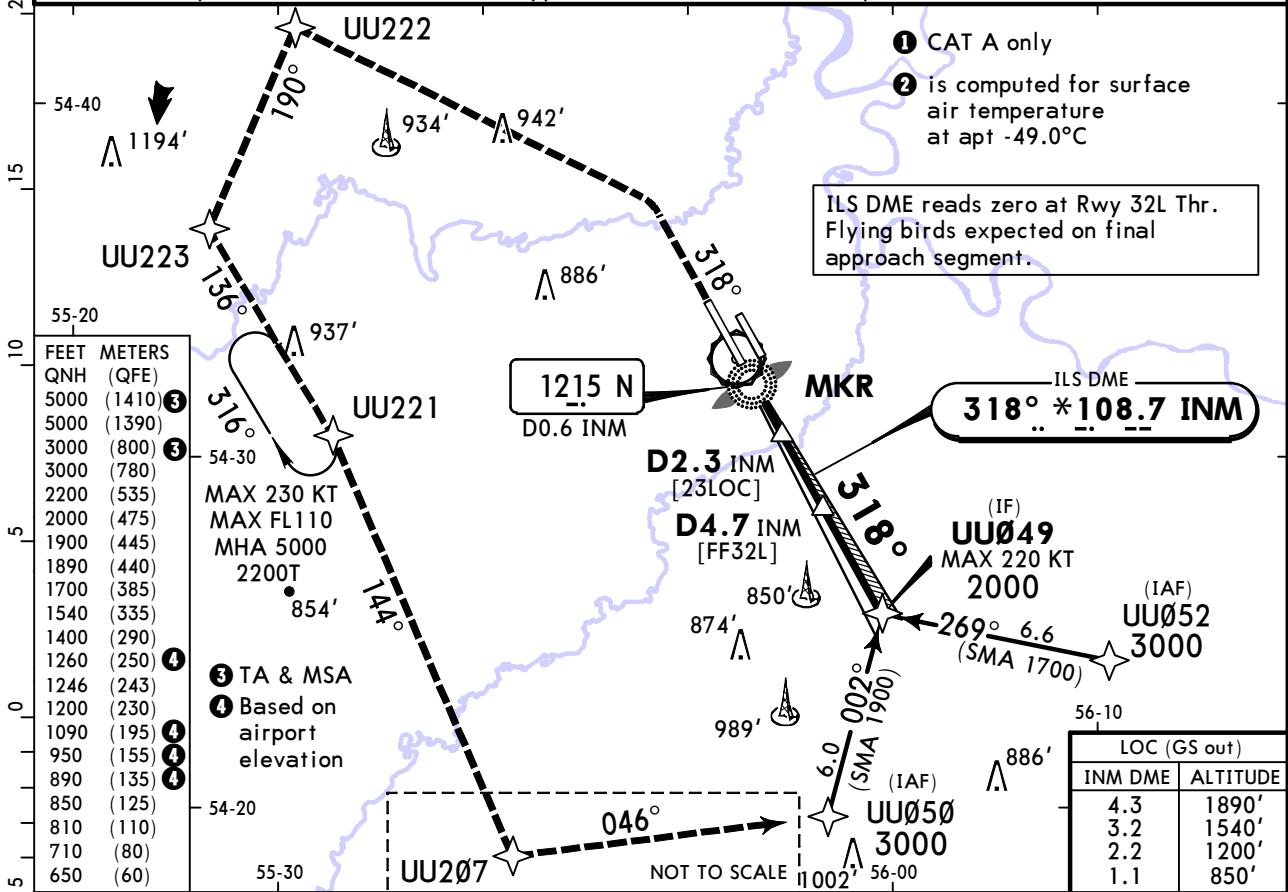 UU222
❶ CAT A only
❷ is computed for surface
air temperature
at apt -49.0°C
190°
54-40
934'
942'
1194'
15
ILS DME reads zero at Rwy 32L Thr.
Flying birds expected on final
approach segment.
UU223
318°
136°
886'
55-20
937'
10
FEET METERS
QNH (QFE)
5000 (1410) ❸
5000 (1390)
3000 (800) ❸
3000 (780)
2200 (535)
2000 (475)
1900 (445)
1890 (440)
1700 (385)
1540 (335)
1400 (290)
1260 (250) ❹
1246 (243)
1200 (230)
1090 (195) ❹
950 (155) ❹
890 (135) ❹
850 (125)
810 (110)
710 (80)
650 (60)
316°
UU221
1215 N
D0.6 INM
MKR
ILS DME
318° *108.7 INM
54-30
MAX 230 KT
MAX FL110
MHA 5000
2200T
854'
D2.3 INM
[23LOC]
D4.7 INM
[FF32L]
318°
(IF)
UUØ49
MAX 220 KT
2000
5
144°
850'
874'
269° 6.6
(SMA 1700)
(IAF)
UUØ52
3000
❸ TA & MSA
❹ Based on
airport
elevation
0
989'
002°
6.0
(SMA 1900)
56-10
886'
54-20
(IAF)
UUØ50
3000
046°
UU2Ø7
NOT TO SCALE
1002'
55-30
56-00
5
LOC (GS out)
INM DME ALTITUDE
4.3 1890'
3.2 1540'
2.2 1200'
1.1 850'